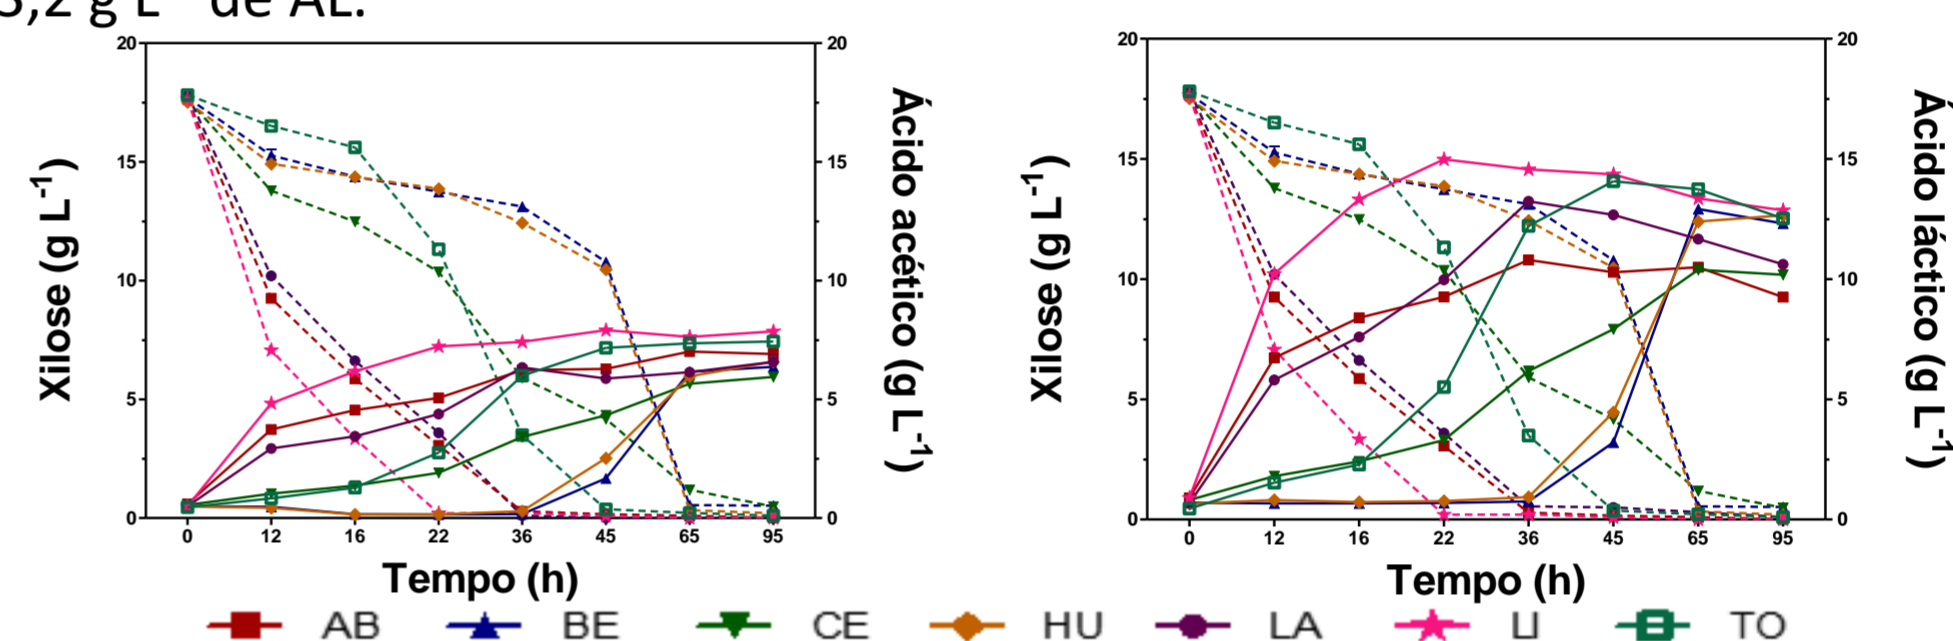 3,2 g L⁻¹ de AL.
20
15
10
5
0
Xilose (g L⁻¹)
20
15
10
5
0
Ácido acético (g L⁻¹)
0 12 16 22 36 45 65 95
Tempo (h)
20
15
10
5
0
Xilose (g L⁻¹)
20
15
10
5
0
Ácido láctico (g L⁻¹)
0 12 16 22 36 45 65 95
Tempo (h)
AB BE CE HU LA LI TO